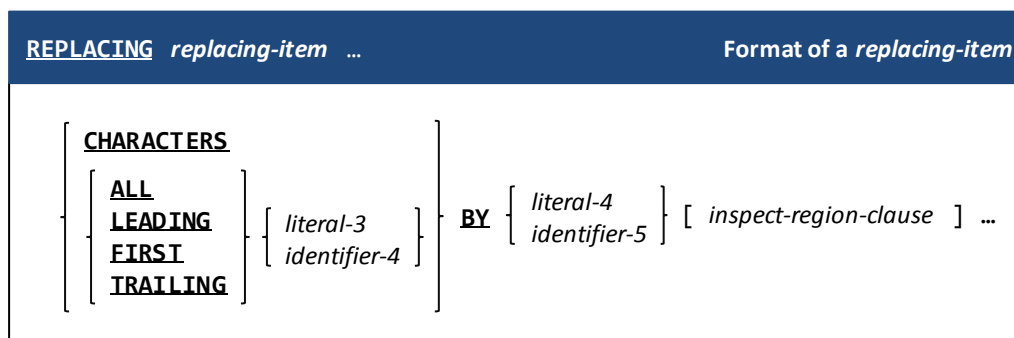 REPLACING replacing-item … Format of a replacing-item
CHARACTERS
ALL
LEADING
FIRST
TRAILING
literal-3
identifier-4
BY
literal-4
identifier-5
[ inspect-region-clause ] …